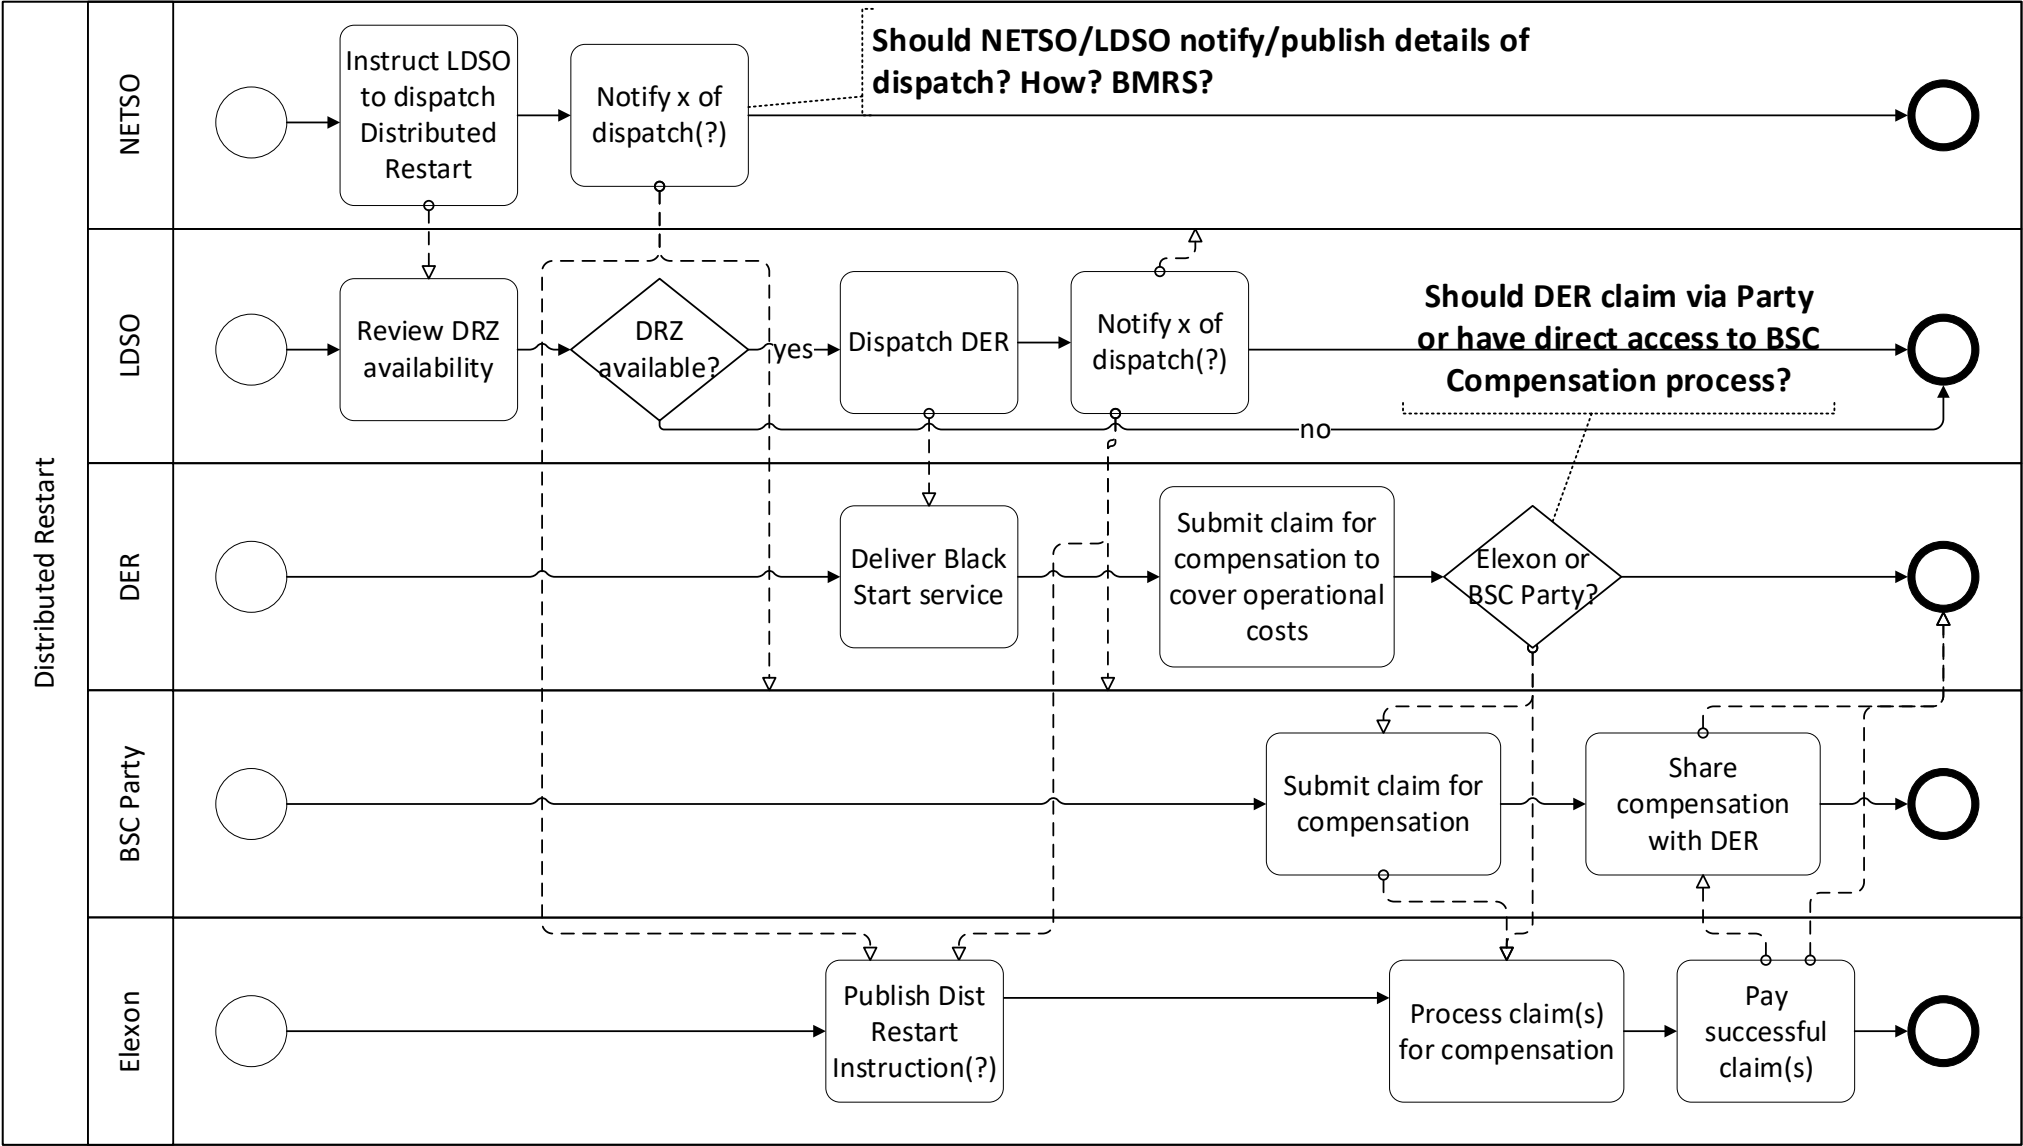 Distributed Restart
NETSO
Instruct LDSO
to dispatch
Distributed
Restart
Notify x of
dispatch(?)
Should NETSO/LDSO notify/publish details of
dispatch? How? BMRS?
LDSO
Review DRZ
availability
DRZ
available?
yes
no
Dispatch DER
Notify x of
dispatch(?)
Should DER claim via Party
or have direct access to BSC
Compensation process?
DER
Deliver Black
Start service
Submit claim for
compensation to
cover operational
costs
Elexon or
BSC Party?
BSC Party
Submit claim for
compensation
Share
compensation
with DER
Elexon
Publish Dist
Restart
Instruction(?)
Process claim(s)
for compensation
Pay
successful
claim(s)